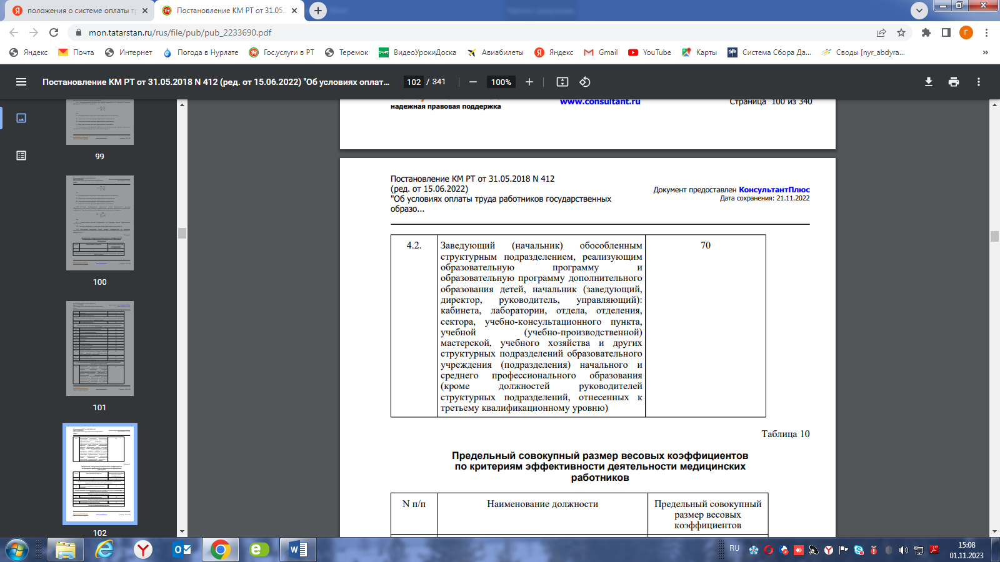 положения о системе оплаты тр
Постановление КМ РТ от 31.05.2
mon.tatarstan.ru/rus/file/pub/pub_2233690.pdf
Г
Яндекс
Почта
Интернет
Погода в Нурлате
Гос.услуги в РТ
Теремок
ВидеоУрокиДоска
Авиабилеты
Яндекс
Gmail
YouTube
Карты
Система Сбора Да...
Своды [nyr_abdyra...
»
Постановление КМ РТ от 31.05.2018 N 412 (ред. от 15.06.2022) "Об условиях оплат...
102 / 341
100%
99
100
101
102
надежная правовая поддержка
www.consultant.ru
Страница 100 из 340
Постановление КМ РТ от 31.05.2018 N 412
(ред. от 15.06.2022)
"Об условиях оплаты труда работников государственных
образо...
Документ предоставлен КонсультантПлюс
Дата сохранения: 21.11.2022
4.2.
Заведующий (начальник) обособленным
структурным подразделением, реализующим
образовательную программу и
образовательную программу дополнительного
образования детей, начальник (заведующий,
директор, руководитель, управляющий):
кабинета, лаборатории, отдела, отделения,
сектора, учебно-консультационного пункта,
учебной (учебно-производственной)
мастерской, учебного хозяйства и других
структурных подразделений образовательного
учреждения (подразделения) начального и
среднего профессионального образования
(кроме должностей руководителей
структурных подразделений, отнесенных к
третьему квалификационному уровню)
70
Таблица 10
Предельный совокупный размер весовых коэффициентов
по критериям эффективности деятельности медицинских
работников
N п/п
Наименование должности
Предельный совокупный
размер весовых
коэффициентов
RU
15:08
01.11.2023